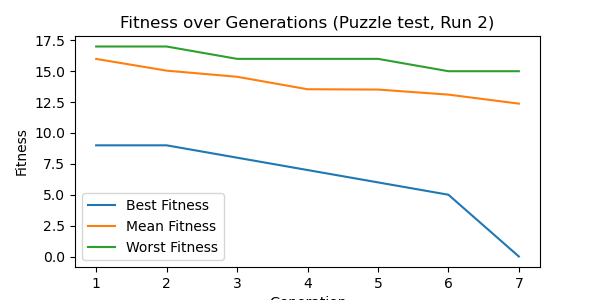 Fitness over Generations (Puzzle test, Run 2)
17.5
15.0
12.5
10.0
7.5
5.0
2.5
0.0
Fitness
Best Fitness
Mean Fitness
Worst Fitness
1 2 3 4 5 6 7
Generation